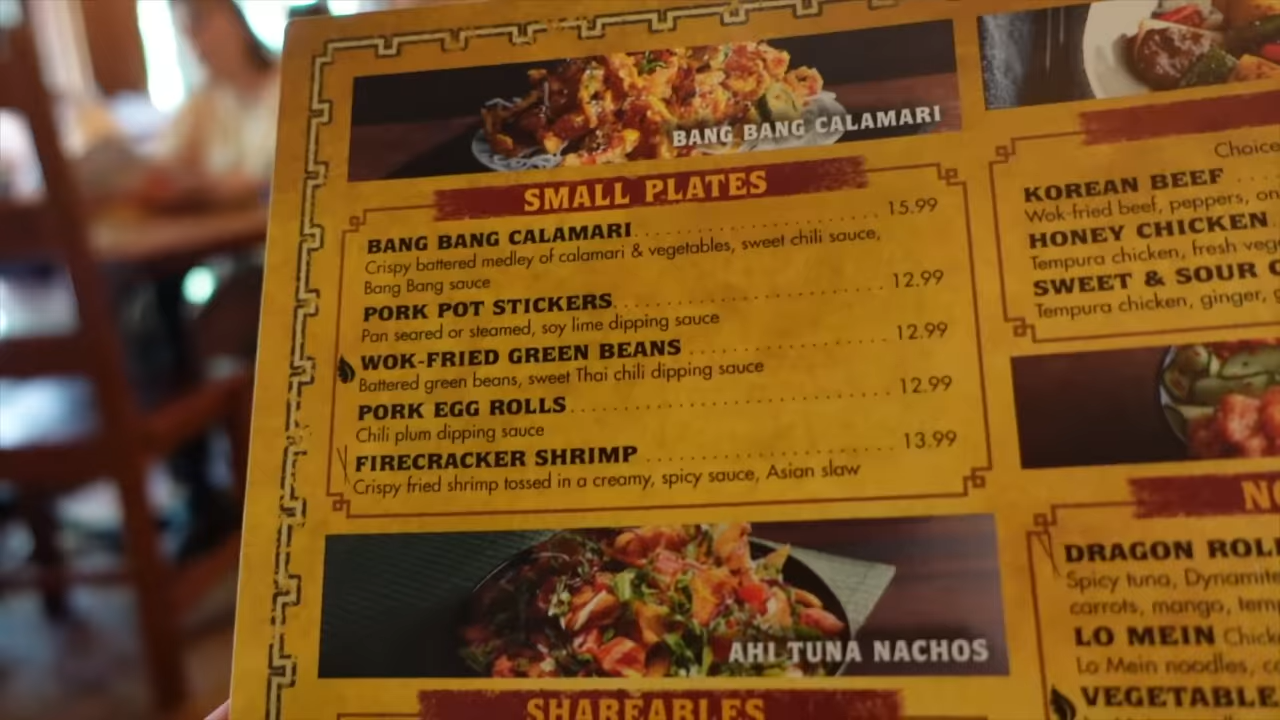 BANG BANG CALAMARI
SMALL PLATES
BANG BANG CALAMARI 15.99
Crispy battered medley of calamari & vegetables, sweet chili sauce,
Bang Bang sauce
PORK POT STICKERS 12.99
Pan seared or steamed, soy lime dipping sauce
WOK-FRIED GREEN BEANS 12.99
Battered green beans, sweet Thai chili dipping sauce
PORK EGG ROLLS 12.99
Chili plum dipping sauce
FIRECRACKER SHRIMP 13.99
Crispy fried shrimp tossed in a creamy, spicy sauce, Asian slaw
AHI TUNA NACHOS
SHAREABLES
Choice
KOREAN BEEF
Wok-fried beef, peppers,
HONEY CHICKEN
Tempura chicken, fresh
SWEET & SOUR
Tempura chicken, ginger,
DRAGON ROLL
Spicy tuna, Dynamite
carrots, mango,
LO MEIN
Lo Mein noodles,
VEGETABLE